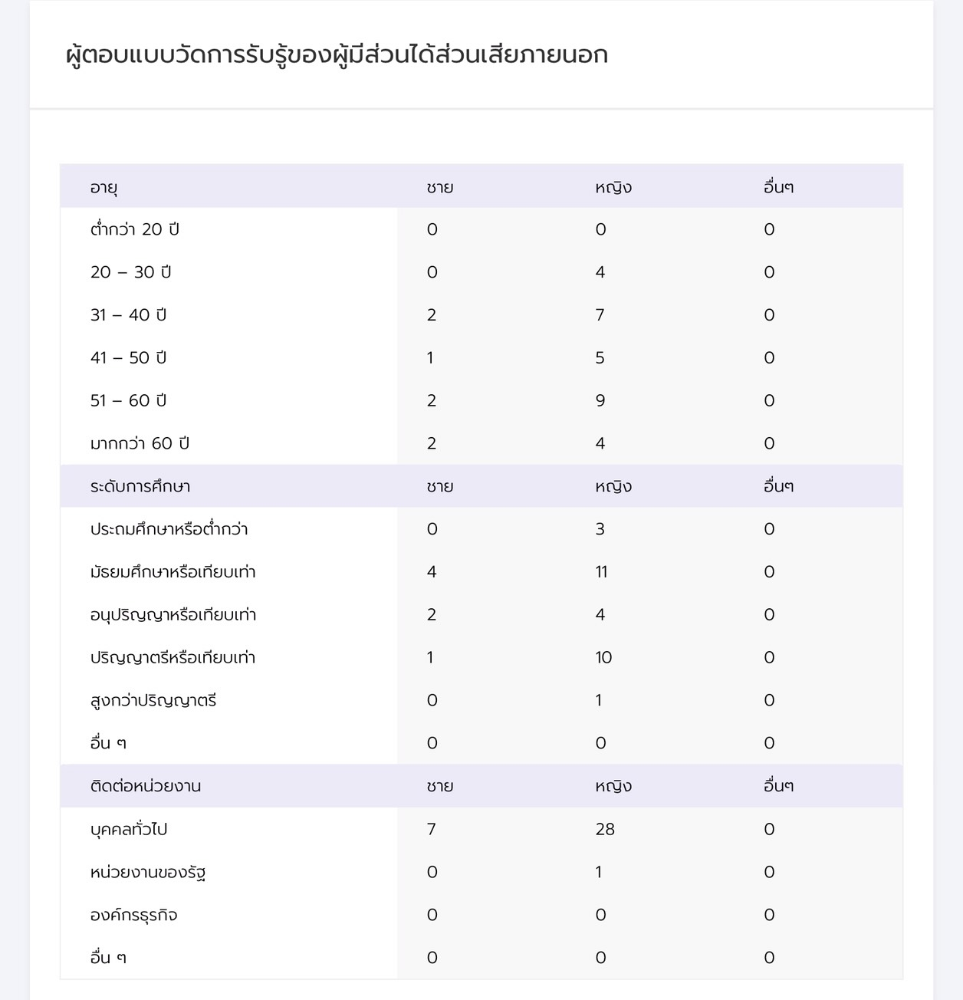 ผู้ตอบแบบวัดการรับรู้ของผู้มีส่วนได้ส่วนเสียภายนอก
อายุ ชาย หญิง อื่นๆ
ต่ำกว่า 20 ปี 0 0 0
20 – 30 ปี 0 4 0
31 – 40 ปี 2 7 0
41 – 50 ปี 1 5 0
51 – 60 ปี 2 9 0
มากกว่า 60 ปี 2 4 0
ระดับการศึกษา ชาย หญิง อื่นๆ
ประถมศึกษาหรือต่ำกว่า 0 3 0
มัธยมศึกษาหรือเทียบเท่า 4 11 0
อนุปริญญาหรือเทียบเท่า 2 4 0
ปริญญาตรีหรือเทียบเท่า 1 10 0
สูงกว่าปริญญาตรี 0 1 0
อื่น ๆ 0 0 0
ติดต่อหน่วยงาน ชาย หญิง อื่นๆ
บุคคลทั่วไป 7 28 0
หน่วยงานของรัฐ 0 1 0
องค์กรธุรกิจ 0 0 0
อื่น ๆ 0 0 0